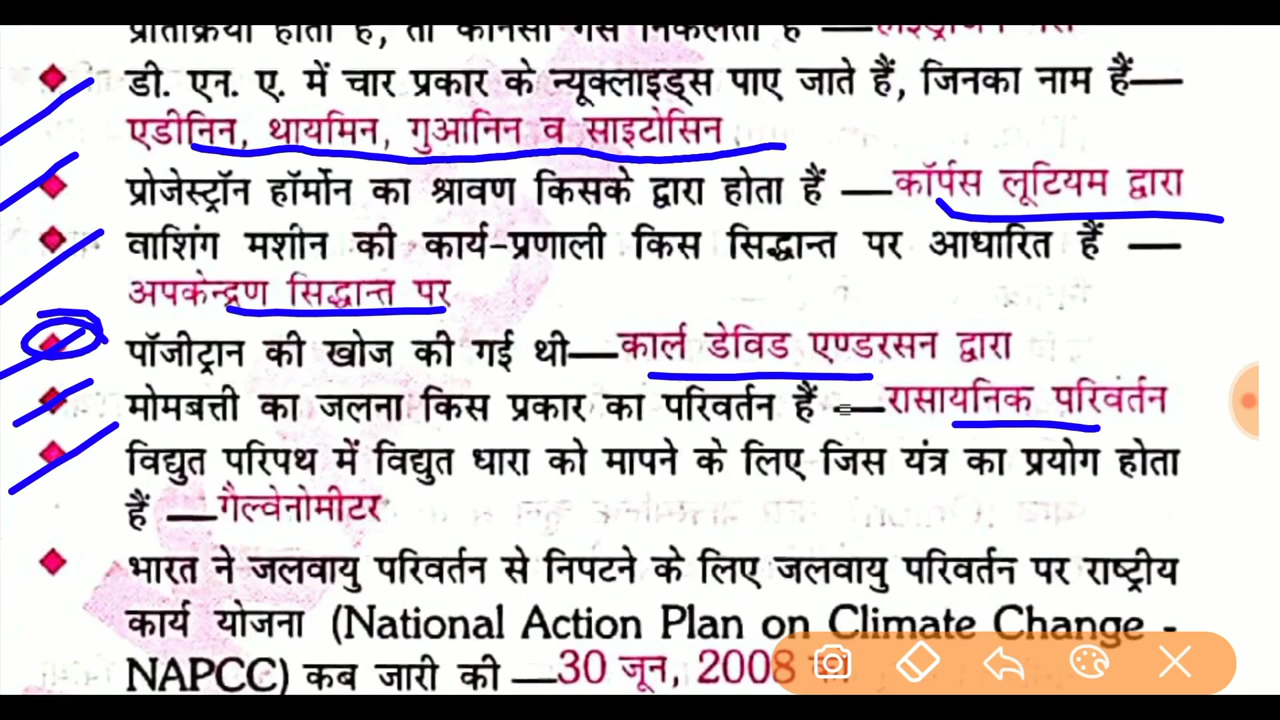 डी. एन. ए. में चार प्रकार के न्यूक्लाइड्स पाए जाते हैं, जिनका नाम हैं—
एडीनिन, थायमिन, गुआनिन व साइटोसिन
प्रोजेस्ट्रॉन हॉर्मोन का श्रावण किसके द्वारा होता हैं —कॉर्पस लूटियम द्वारा
वाशिंग मशीन की कार्य-प्रणाली किस सिद्धान्त पर आधारित हैं —
अपकेन्द्रण सिद्धान्त पर
पॉजीट्रान की खोज की गई थी—कार्ल डेविड एण्डरसन द्वारा
मोमबत्ती का जलना किस प्रकार का परिवर्तन हैं —रासायनिक परिवर्तन
विद्युत परिपथ में विद्युत धारा को मापने के लिए जिस यंत्र का प्रयोग होता
हैं —गैल्वेनोमीटर
भारत ने जलवायु परिवर्तन से निपटने के लिए जलवायु परिवर्तन पर राष्ट्रीय
कार्य योजना (National Action Plan on Climate Change -
NAPCC) कब जारी की —30 जून, 2008